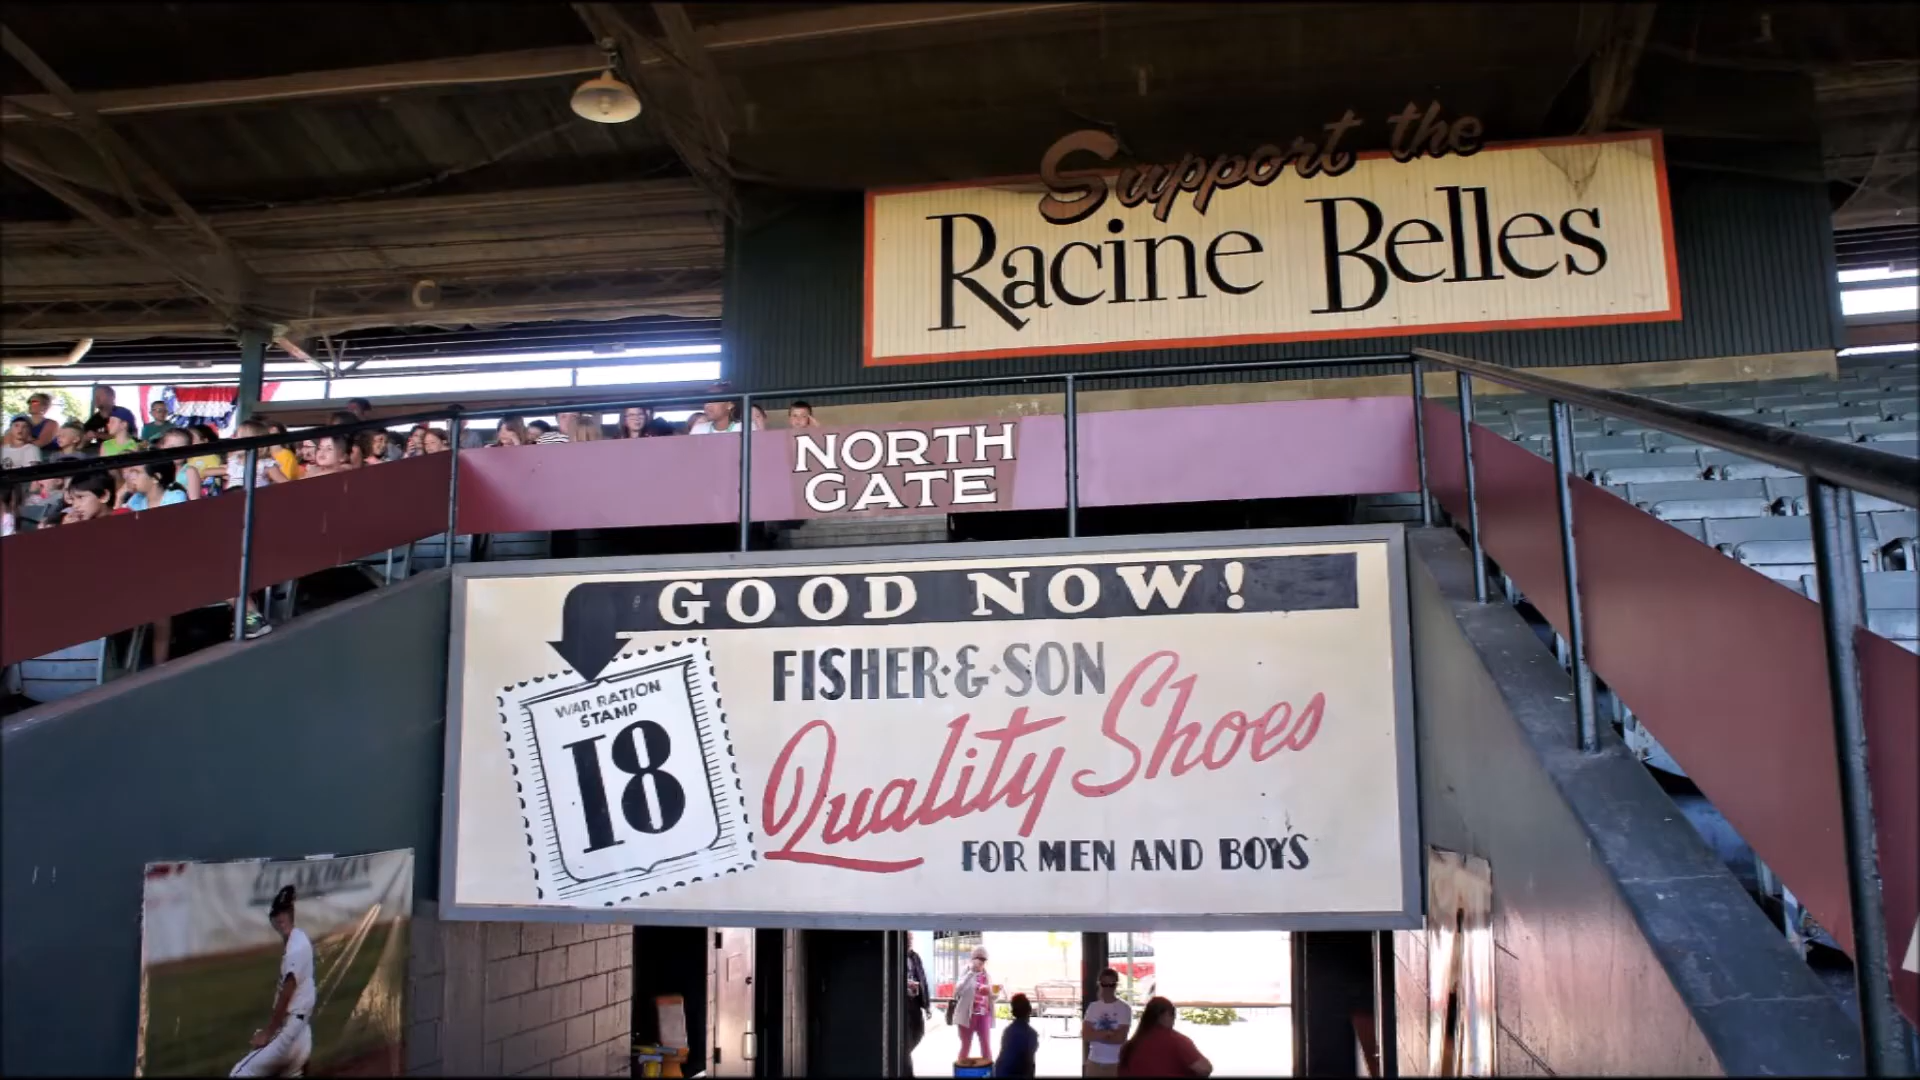 Support the
Racine Belles
C
NORTH
GATE
GOOD NOW!
WAR RATION
STAMP
18
FISHER & SON
Quality Shoes
FOR MEN AND BOYS